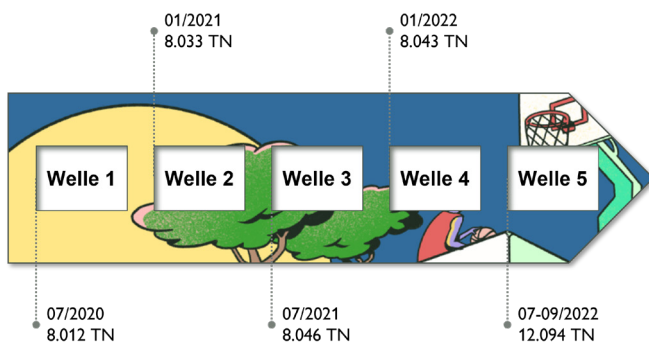 01/2021
8.033 TN
01/2022
8.043 TN
Welle 1
Welle 2
Welle 3
Welle 4
Welle 5
07/2020
8.012 TN
07/2021
8.046 TN
07-09/2022
12.094 TN